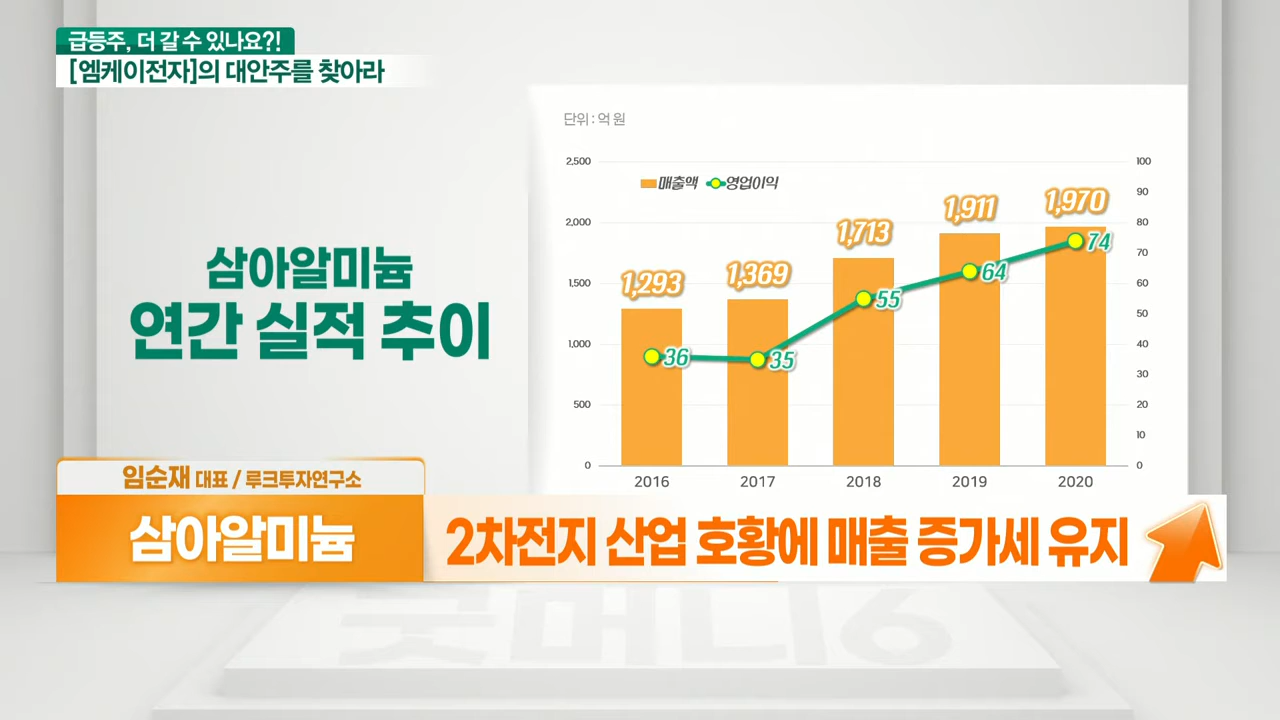 급등주, 더 갈 수 있나요?!
[엠케이전자]의 대안주를 찾아라
단위 : 억 원
매출액 영업이익
2,500
2,000
1,500
1,000
500
0
100
90
80
70
60
50
40
30
20
10
0
1,293
1,369
1,713
1,911
1,970
36
35
55
64
74
2016 2017 2018 2019 2020
삼아알미늄
연간 실적 추이
임순재 대표 / 루크투자연구소
삼아알미늄
2차전지 산업 호황에 매출 증가세 유지
굿머니6